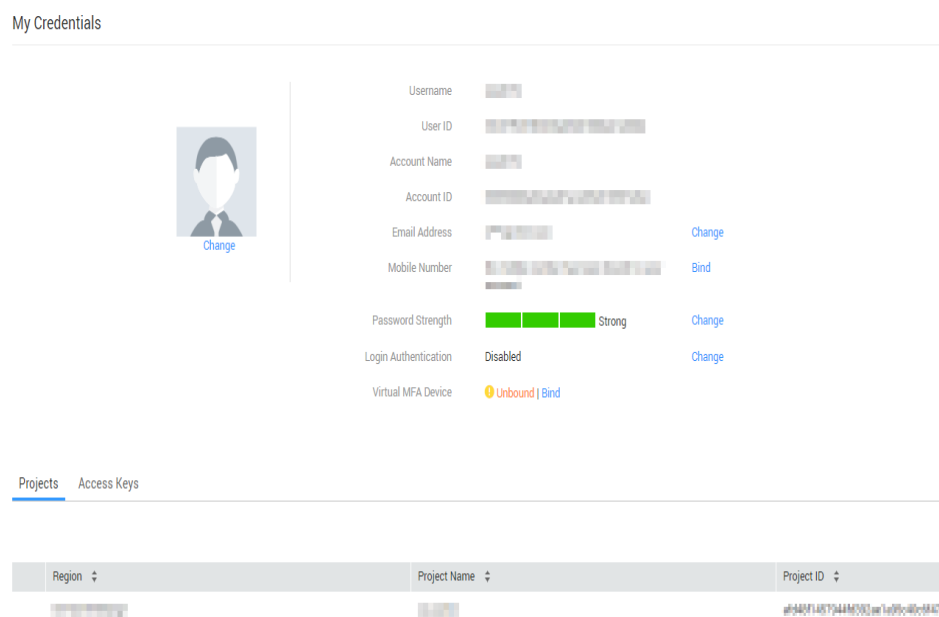 My Credentials
Username
User ID
Account Name
Account ID
Change
Email Address Change
Mobile Number Bind
Password Strength Strong Change
Login Authentication Disabled Change
Virtual MFA Device Unbound | Bind
Projects Access Keys
Region Project Name Project ID